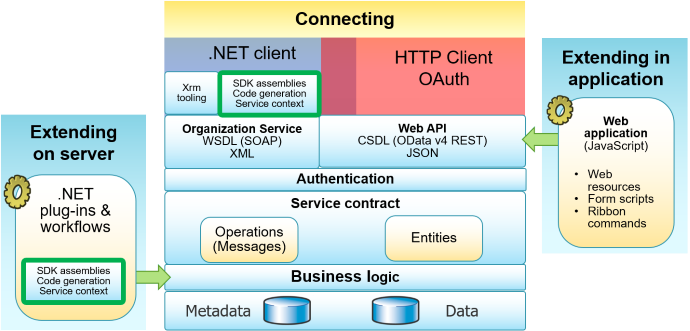 Connecting
.NET client
HTTP Client
OAuth
Xrm
tooling
SDK assemblies
Code generation
Service context
Organization Service
WSDL (SOAP)
XML
Web API
CSDL (OData v4 REST)
JSON
Authentication
Service contract
Operations
(Messages)
Entities
Business logic
Metadata
Data
Extending
on server
.NET
plug-ins &
workflows
SDK assemblies
Code generation
Service context
Extending in
application
Web
application
(JavaScript)
• Web
resources
• Form scripts
• Ribbon
commands